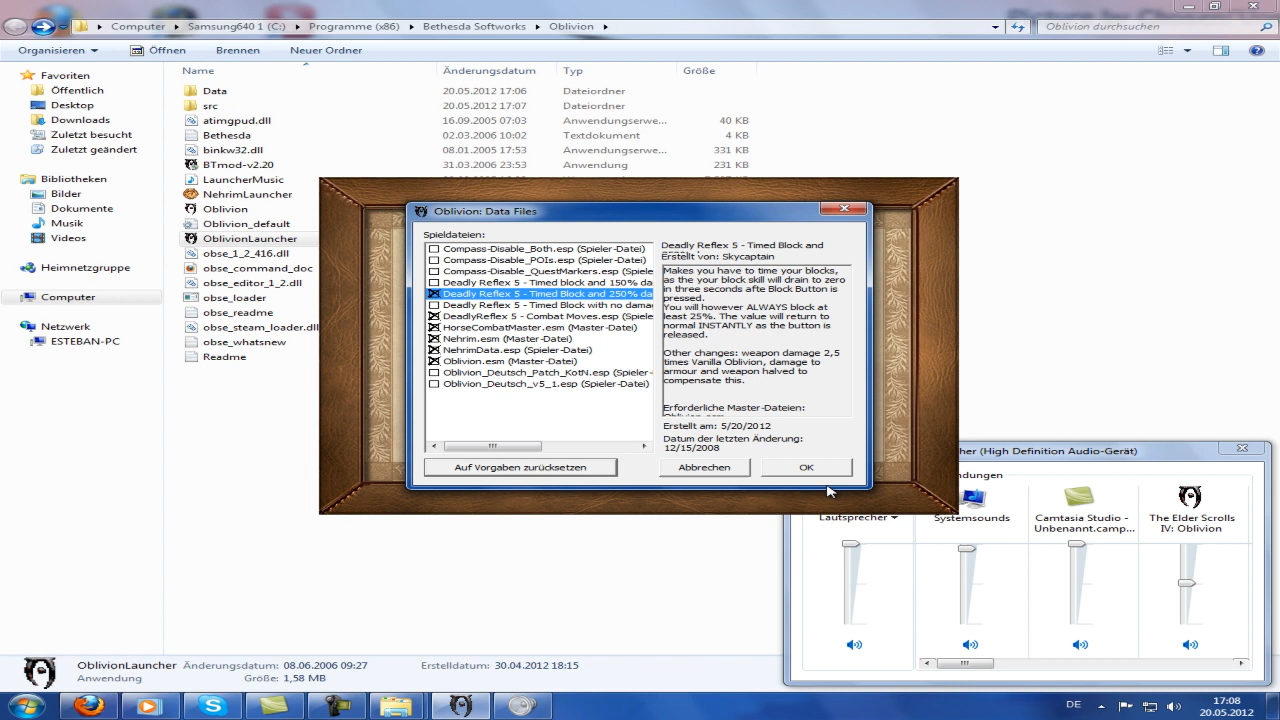 Computer ▸ Samsung640 1 (C:) ▸ Programme (x86) ▸ Bethesda Softworks ▸ Oblivion ▸
Oblivion durchsuchen
Organisieren Öffnen Brennen Neuer Ordner
Name Änderungsdatum Typ Größe
Favoriten
Öffentlich
Desktop
Downloads
Zuletzt besucht
Zuletzt geändert
Bibliotheken
Bilder
Dokumente
Musik
Videos
Heimnetzgruppe
Computer
Netzwerk
ESTEBAN-PC
Data 20.05.2012 17:06 Dateiordner
src 20.05.2012 17:07 Dateiordner
atimgpud.dll 16.09.2005 07:03 Anwendungserwe... 40 KB
Bethesda 02.03.2006 10:02 Textdokument 4 KB
binkw32.dll 08.01.2005 17:53 Anwendungserwe... 331 KB
BTmod-v2.20 31.03.2006 23:53 Anwendung 231 KB
LauncherMusic
NehrimLauncher
Oblivion
Oblivion_default
OblivionLauncher
obse_1_2_416.dll
obse_command_doc
obse_editor_1_2.dll
obse_loader
obse_readme
obse_steam_loader.dll
obse_whatsnew
Readme
Oblivion: Data Files
Spieldateien:
Compass-Disable_Both.esp (Spieler-Datei)
Compass-Disable_POIs.esp (Spieler-Datei)
Compass-Disable_QuestMarkers.esp (Spiele
Deadly Reflex 5 - Timed block and 150% da
Deadly Reflex 5 - Timed Block and 250% da
Deadly Reflex 5 - Timed Block with no damag
DeadlyReflex 5 - Combat Moves.esp (Spiele
HorseCombatMaster.esm (Master-Datei)
Nehrim.esm (Master-Datei)
NehrimData.esp (Spieler-Datei)
Oblivion.esm (Master-Datei)
Oblivion_Deutsch_Patch_KotN.esp (Spieler-
Oblivion_Deutsch_v5_1.esp (Spieler-Datei)
Auf Vorgaben zurücksetzen
Deadly Reflex 5 - Timed Block and
Erstellt von: Skycaptain
Makes you have to time your blocks,
as the your block skill will drain to zero
in three seconds afte Block Button is
pressed.
You will however ALWAYS block at
least 25%. The value will return to
normal INSTANTLY as the button is
released.
Other changes: weapon damage 2,5
times Vanilla Oblivion, damage to
armour and weapon halved to
compensate this.
Erforderliche Master-Dateien:
Erstellt am: 5/20/2012
Datum der letzten Änderung:
12/15/2008
Abbrechen OK
her (High Definition Audio-Gerät)
ndungen
Lautsprecher
Systemsounds
Camtasia Studio -
Unbenannt.camp...
The Elder Scrolls
IV: Oblivion
OblivionLauncher Änderungsdatum: 08.06.2006 09:27 Erstelldatum: 30.04.2012 18:15
Anwendung Größe: 1,58 MB
DE
17:08
20.05.2012